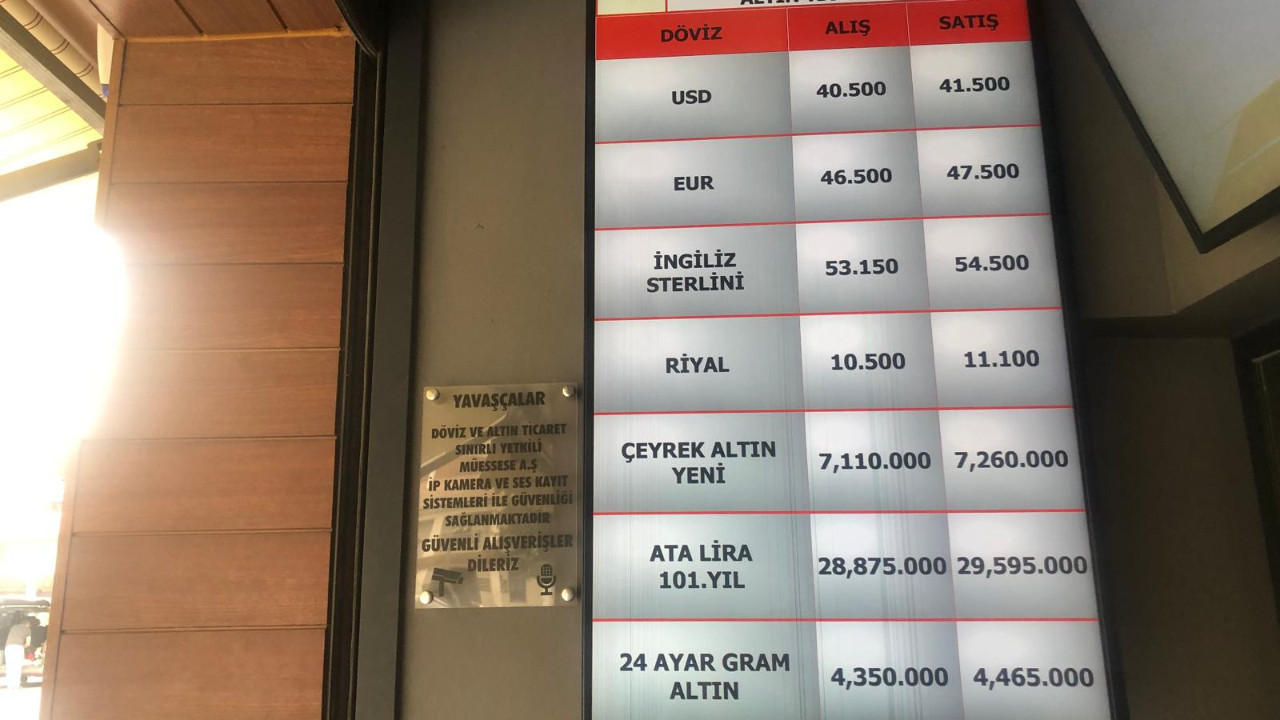 DÖVİZ ALIŞ SATIŞ
USD 40.500 41.500
EUR 46.500 47.500
İNGİLİZ
STERLİNİ 53.150 54.500
RİYAL 10.500 11.100
ÇEYREK ALTIN
YENİ 7,110.000 7,260.000
ATA LİRA
101.YIL 28,875.000 29,595.000
24 AYAR GRAM
ALTIN 4,350.000 4,465.000
YAVAŞÇALAR
DÖVİZ VE ALTIN TİCARET
SINIRLI YETKİLİ
MÜESSESE A.Ş
İP KAMERA VE SES KAYIT
SİSTEMLERİ İLE GÜVENLİĞİ
SAĞLANMAKTADIR
GÜVENLİ ALIŞVERİŞLER
DİLERİZ